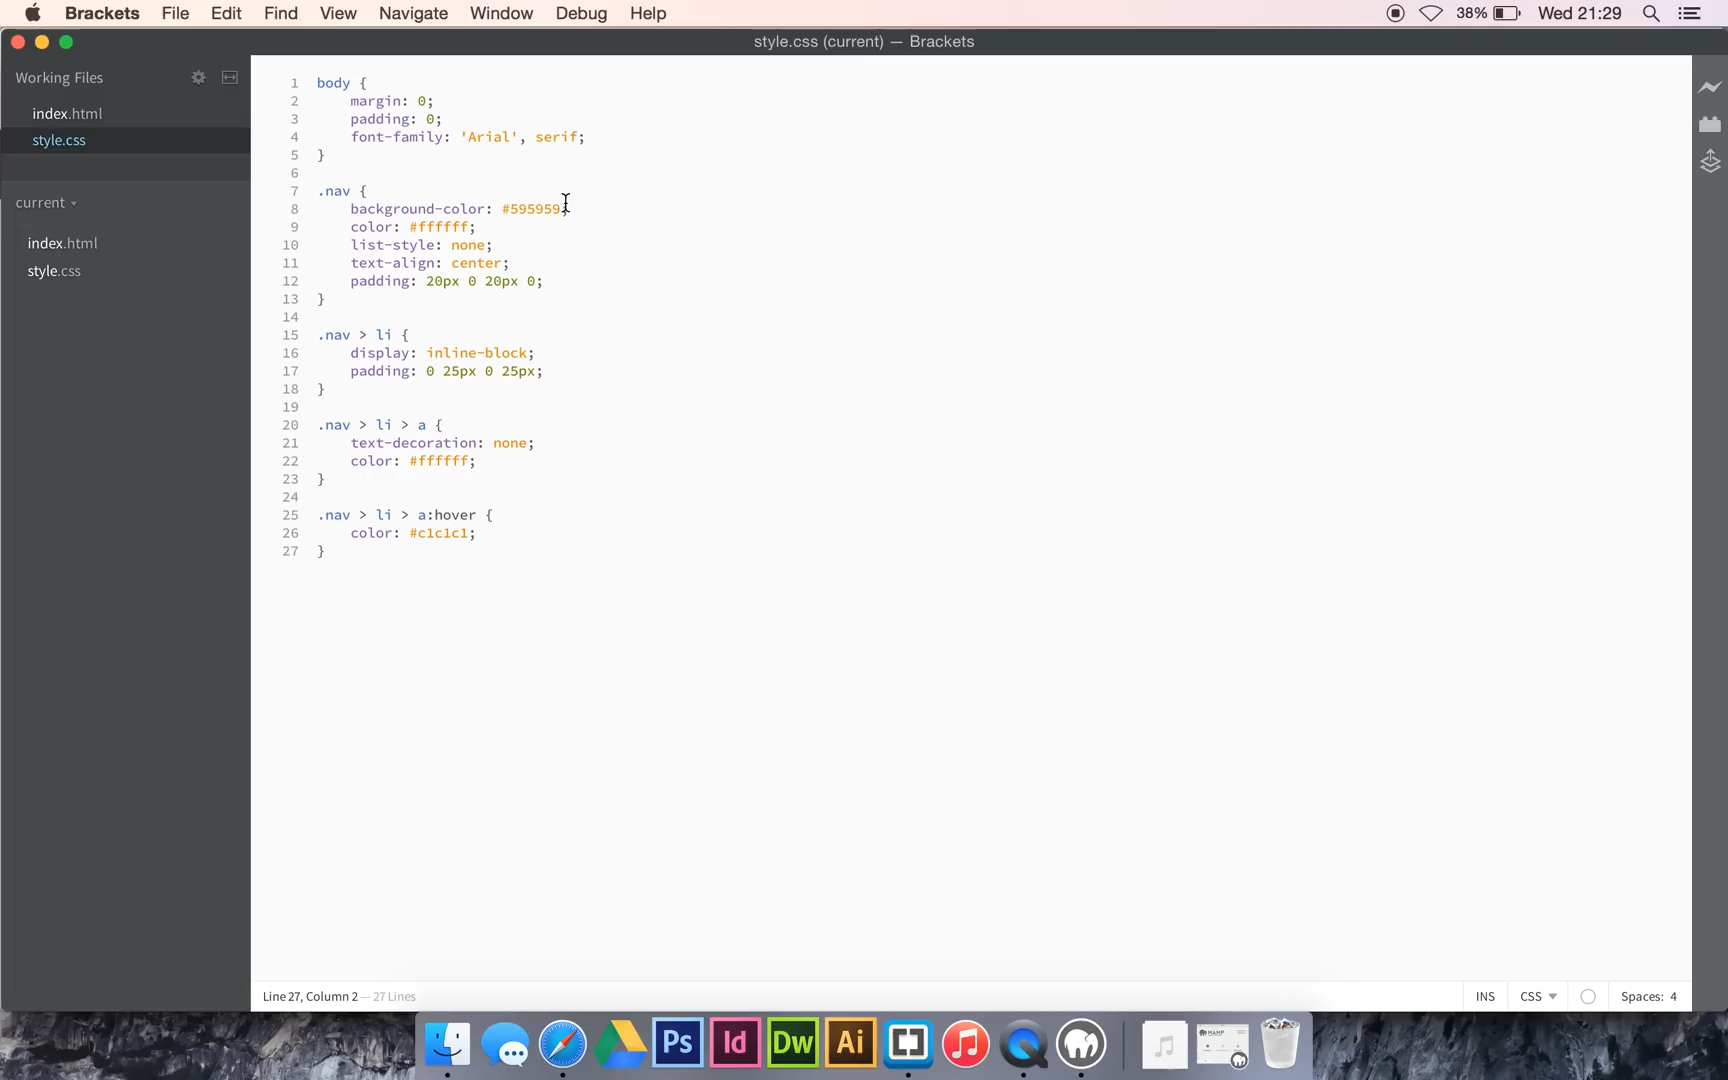 Brackets File Edit Find View Navigate Window Debug Help 38% Wed 21:29
style.css (current) — Brackets
Working Files
index.html
style.css
current
index.html
style.css
1 body {
2 margin: 0;
3 padding: 0;
4 font-family: 'Arial', serif;
5 }
6
7 .nav {
8 background-color: #595959;
9 color: #ffffff;
10 list-style: none;
11 text-align: center;
12 padding: 20px 0 20px 0;
13 }
14
15 .nav > li {
16 display: inline-block;
17 padding: 0 25px 0 25px;
18 }
19
20 .nav > li > a {
21 text-decoration: none;
22 color: #ffffff;
23 }
24
25 .nav > li > a:hover {
26 color: #c1c1c1;
27 }
Line 27, Column 2 — 27 Lines
INS CSS Spaces: 4
Ps Id Dw Ai
MAMP